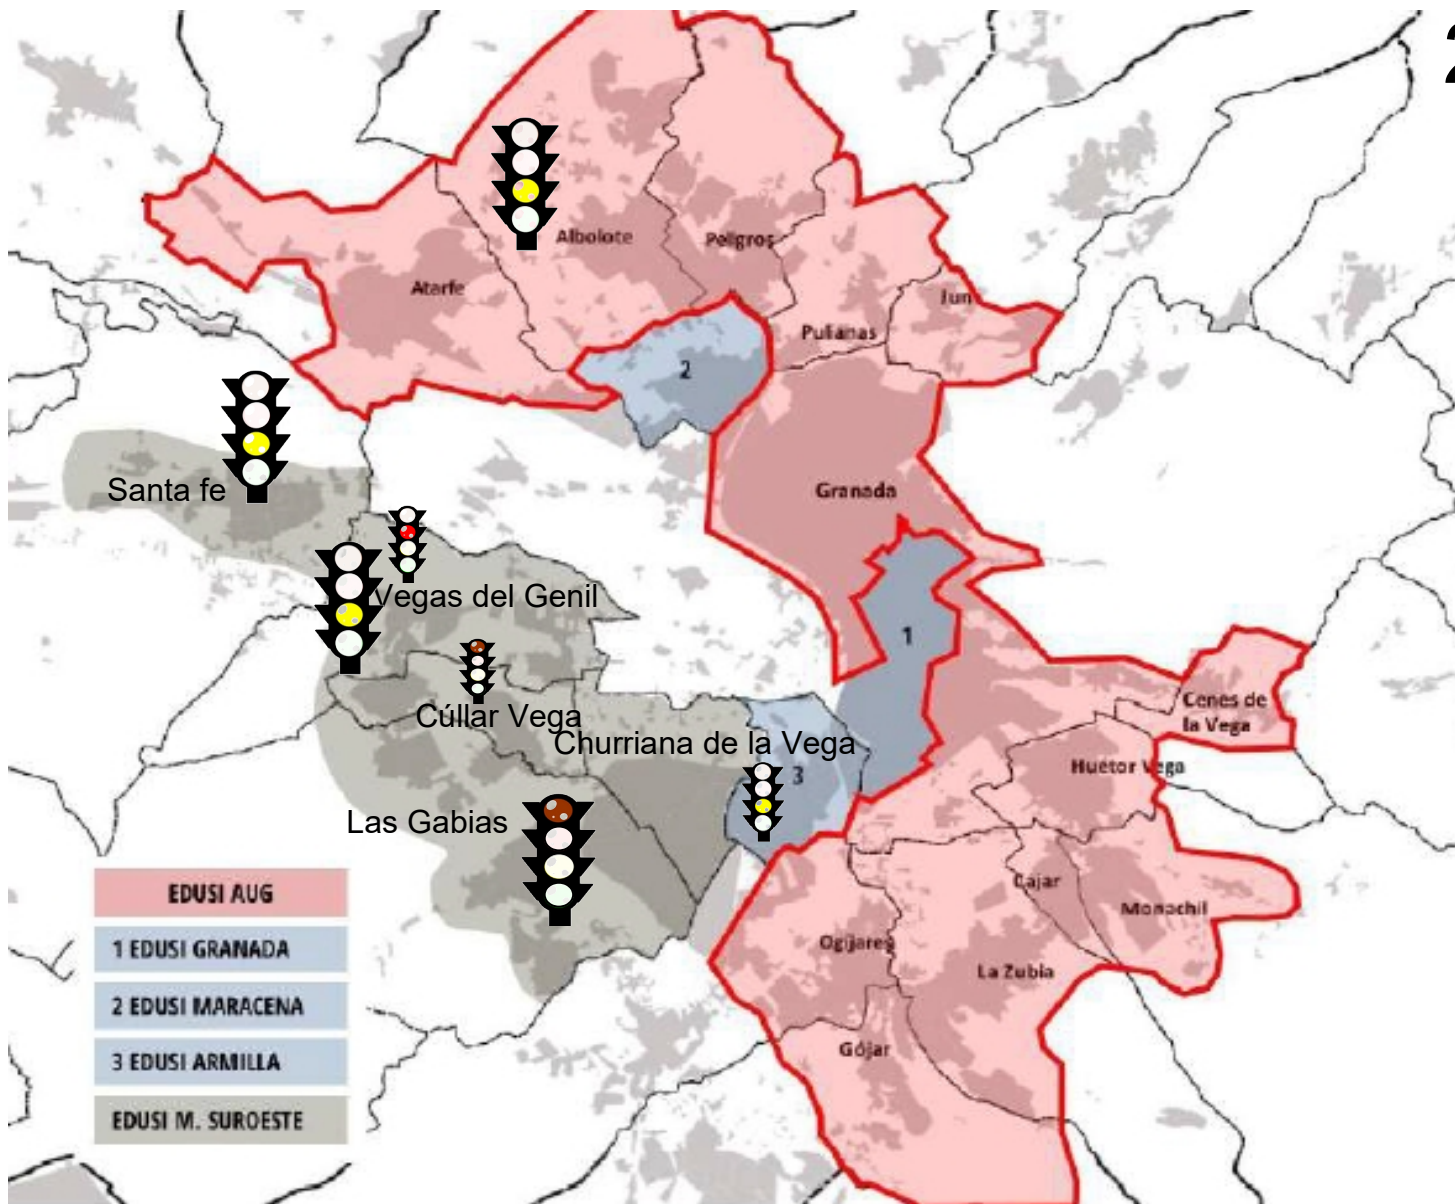 2
Albolote
Peligros
Atarfe
Jun
Pulianas
2
Santa fe
Granada
Vegas del Genil
1
Cenes de
la Vega
Cúllar Vega
Churriana de la Vega
3
Huetor Vega
Las Gabias
Cajar
Monachil
Ogijares
La Zubia
Gójar
EDUSI AUG
1 EDUSI GRANADA
2 EDUSI MARACENA
3 EDUSI ARMILLA
EDUSI M. SUROESTE